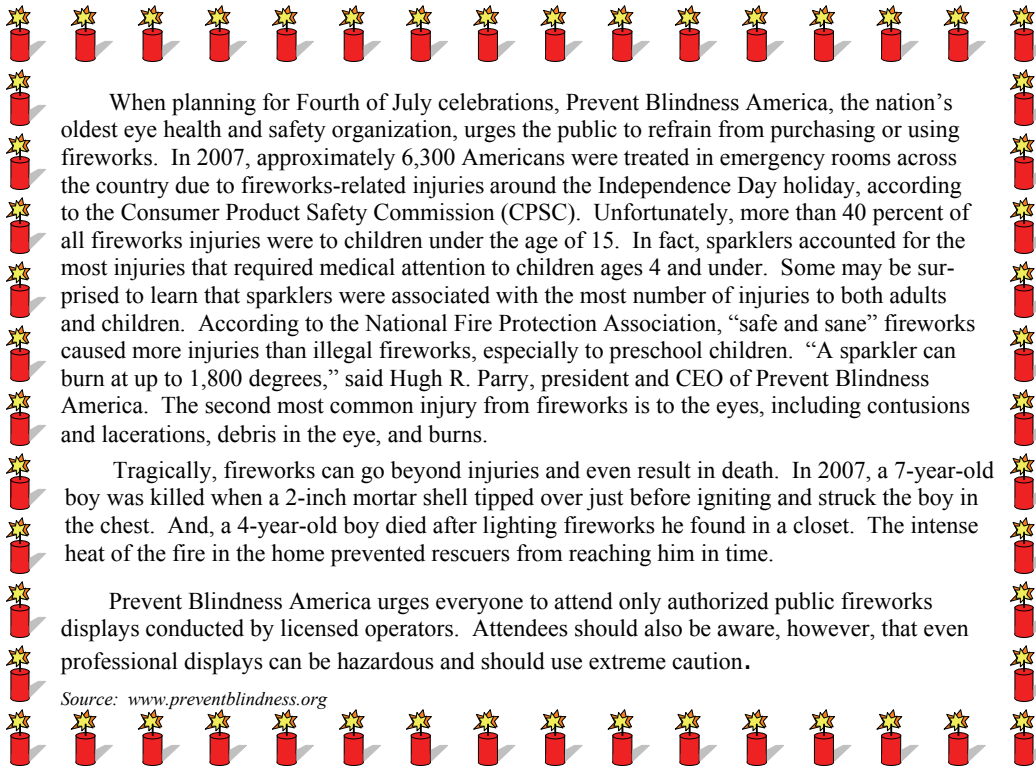 When planning for Fourth of July celebrations, Prevent Blindness America, the nation’s
oldest eye health and safety organization, urges the public to refrain from purchasing or using
fireworks.  In 2007, approximately 6,300 Americans were treated in emergency rooms across
the country due to fireworks-related injuries around the Independence Day holiday, according
to the Consumer Product Safety Commission (CPSC).  Unfortunately, more than 40 percent of
all fireworks injuries were to children under the age of 15.  In fact, sparklers accounted for the
most injuries that required medical attention to children ages 4 and under.  Some may be sur-
prised to learn that sparklers were associated with the most number of injuries to both adults
and children.  According to the National Fire Protection Association, “safe and sane” fireworks
caused more injuries than illegal fireworks, especially to preschool children.  “A sparkler can
burn at up to 1,800 degrees,” said Hugh R. Parry, president and CEO of Prevent Blindness
America.  The second most common injury from fireworks is to the eyes, including contusions
and lacerations, debris in the eye, and burns.
Tragically, fireworks can go beyond injuries and even result in death.  In 2007, a 7-year-old
boy was killed when a 2-inch mortar shell tipped over just before igniting and struck the boy in
the chest.  And, a 4-year-old boy died after lighting fireworks he found in a closet.  The intense
heat of the fire in the home prevented rescuers from reaching him in time.
Prevent Blindness America urges everyone to attend only authorized public fireworks
displays conducted by licensed operators.  Attendees should also be aware, however, that even
professional displays can be hazardous and should use extreme caution.
Source:  www.preventblindness.org